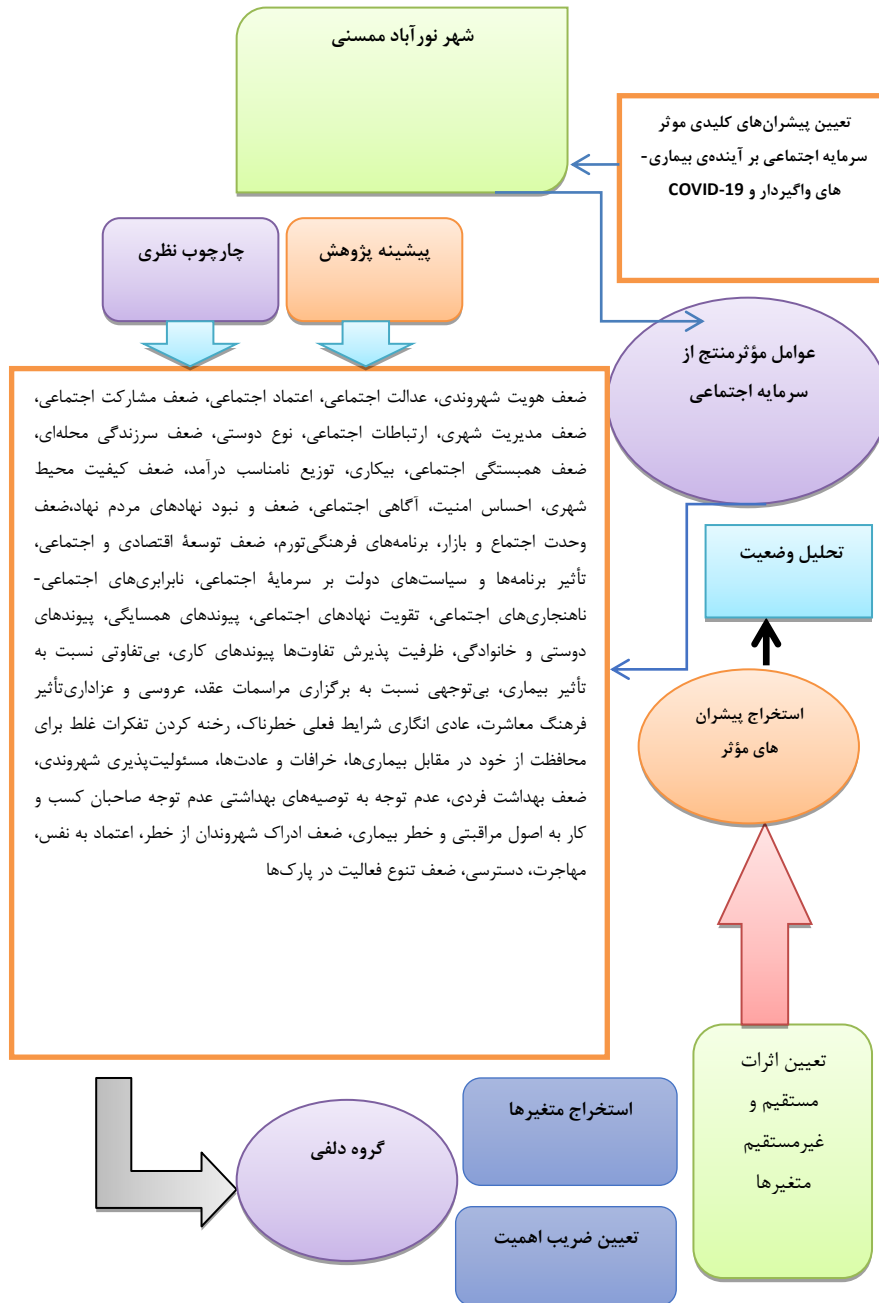 شهر نورآباد ممسنی
تعیین پیشران‌های کلیدی موثر
سرمایه اجتماعی بر آینده‌ی بیماری-
های واگیردار و COVID-19
چارچوب نظری
پیشینه پژوهش
عوامل مؤثرمنتج از
سرمایه اجتماعی
ضعف هویت شهروندی، عدالت اجتماعی، اعتماد اجتماعی، ضعف مشارکت اجتماعی،
ضعف مدیریت شهری، ارتباطات اجتماعی، نوع دوستی، ضعف سرزندگی محله‌ای،
ضعف همبستگی اجتماعی، بیکاری، توزیع نامناسب درآمد، ضعف کیفیت محیط
شهری، احساس امنیت، آگاهی اجتماعی، ضعف و نبود نهادهای مردم نهاد،ضعف
وحدت اجتماع و بازار، برنامه‌های فرهنگی‌تورم، ضعف توسعۀ اقتصادی و اجتماعی،
تأثیر برنامه‌ها و سیاست‌های دولت بر سرمایۀ اجتماعی، نابرابری‌های اجتماعی-
ناهنجاری‌های اجتماعی، تقویت نهادهای اجتماعی، پیوندهای همسایگی، پیوندهای
دوستی و خانوادگی، ظرفیت پذیرش تفاوت‌ها پیوندهای کاری، بی‌تفاوتی نسبت به
تأثیر بیماری، بی‌توجهی نسبت به برگزاری مراسمات عقد، عروسی و عزاداری‌تأثیر
فرهنگ معاشرت، عادی انگاری شرایط فعلی خطرناک، رخنه کردن تفکرات غلط برای
محافظت از خود در مقابل بیماری‌ها، خرافات و عادت‌ها، مسئولیت‌پذیری شهروندی،
ضعف بهداشت فردی، عدم توجه به توصیه‌های بهداشتی عدم توجه صاحبان کسب و
کار به اصول مراقبتی و خطر بیماری، ضعف ادراک شهروندان از خطر، اعتماد به نفس،
مهاجرت، دسترسی، ضعف تنوع فعالیت در پارک‌ها
تحلیل وضعیت
استخراج پیشران
های مؤثر
تعیین اثرات
مستقیم و
غیرمستقیم
متغیرها
استخراج متغیرها
گروه دلفی
تعیین ضریب اهمیت